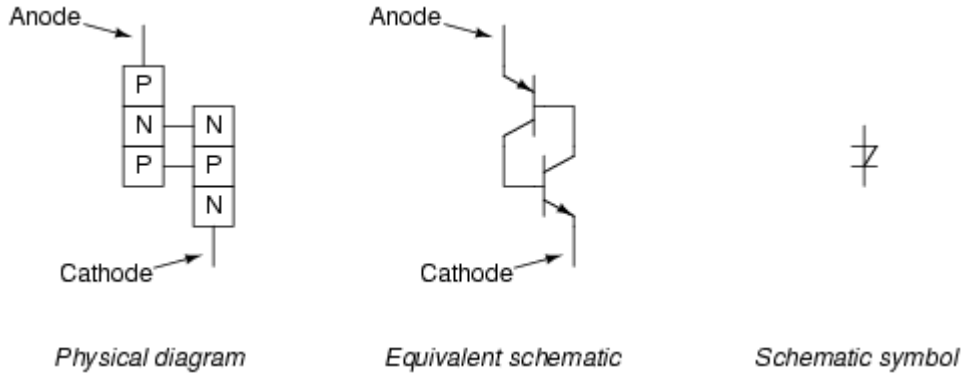 Anode
Anode
P
N N
P P
N
Cathode
Cathode
Physical diagram
Equivalent schematic
Schematic symbol